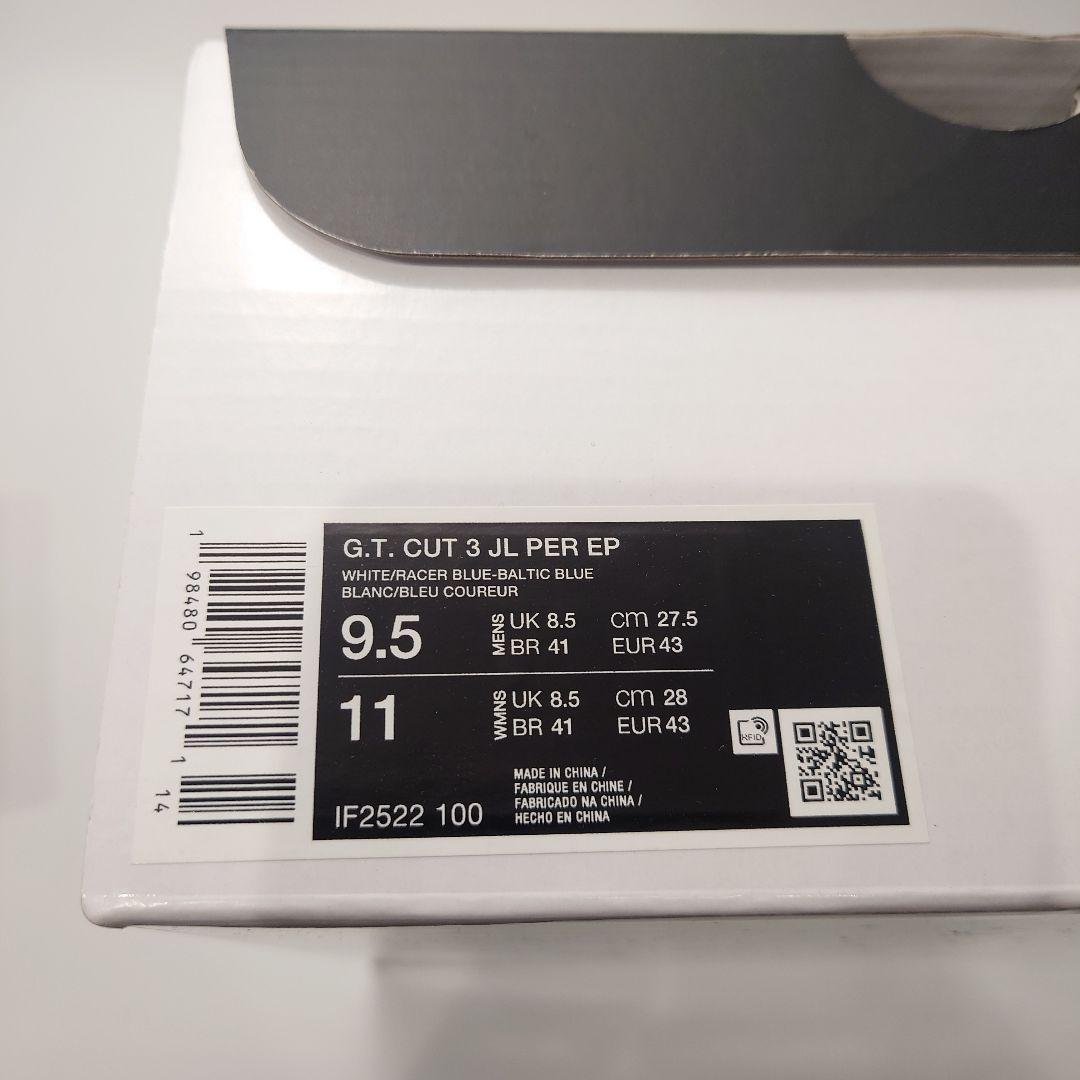 G.T. CUT 3 JL PER EP
WHITE/RACER BLUE-BALTIC BLUE
BLANC/BLEU COUREUR
9.5 MENS UK 8.5 cm 27.5
BR 41 EUR 43
11 WMNS UK 8.5 cm 28
BR 41 EUR 43
RFID
MADE IN CHINA /
FABRIQUE EN CHINE /
FABRICADO NA CHINA /
HECHO EN CHINA
IF2522 100
1 98480 64717 1 14